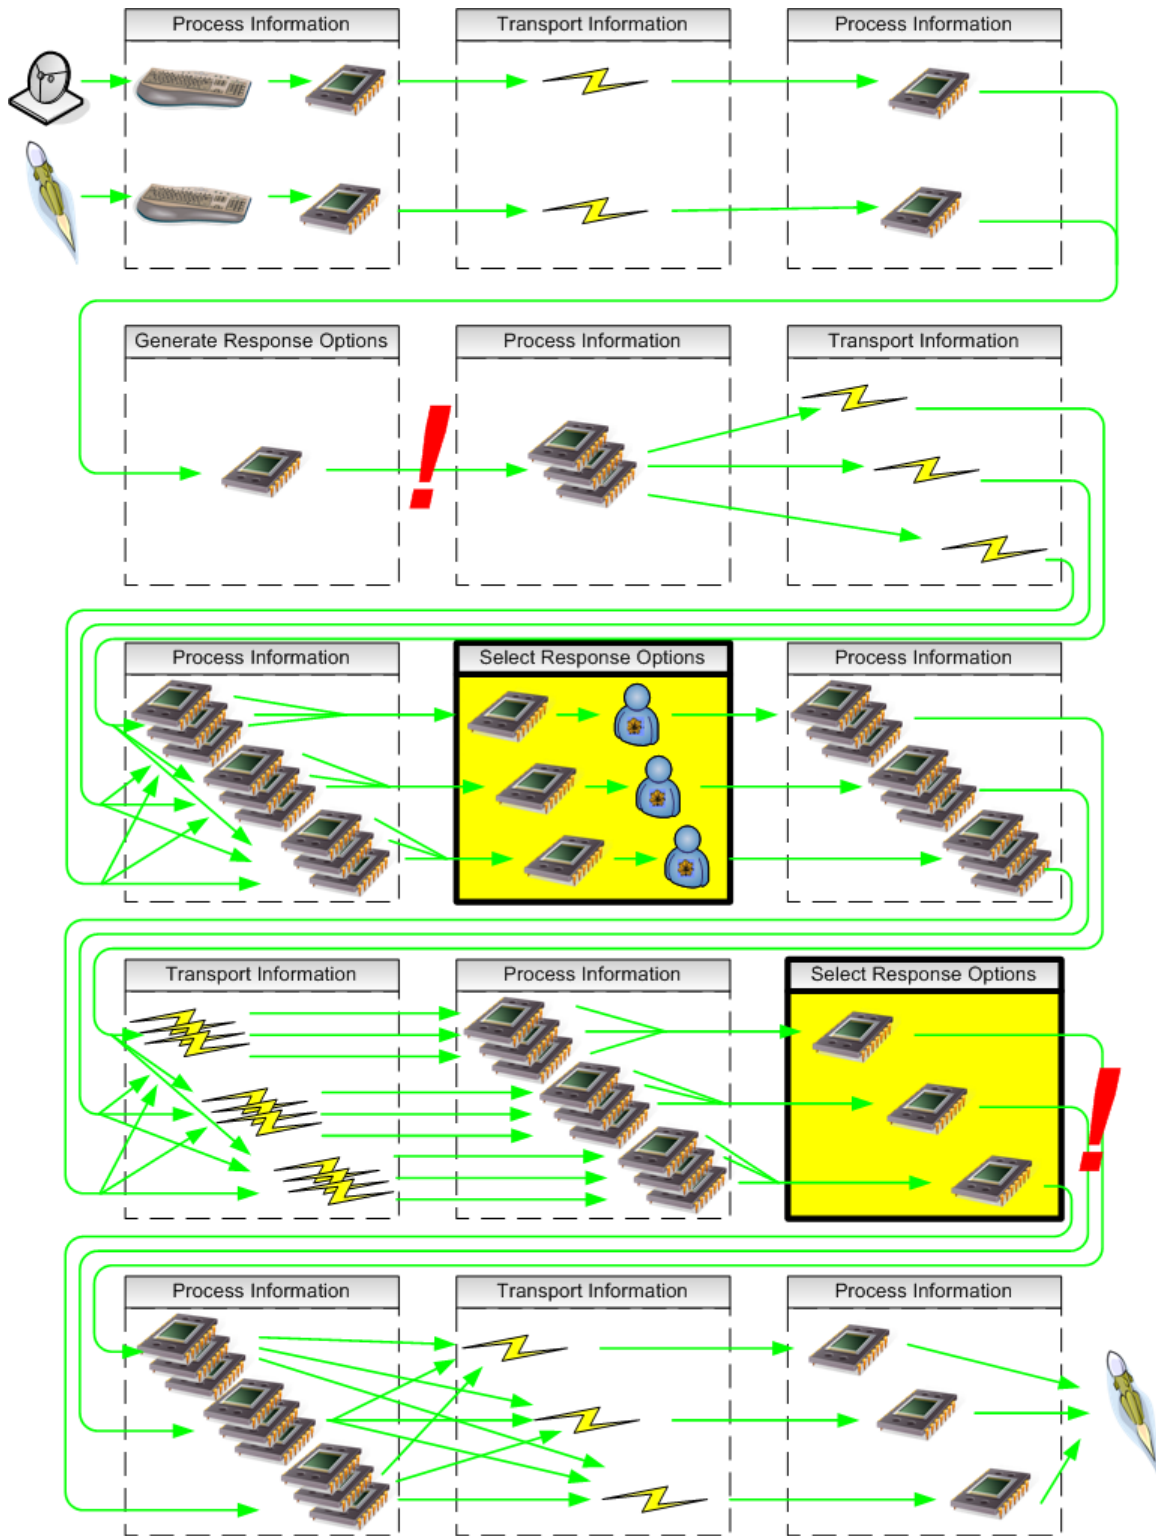 Process Information
Transport Information
Process Information
Generate Response Options
Process Information
Transport Information
Process Information
Select Response Options
Process Information
Transport Information
Process Information
Select Response Options
Process Information
Transport Information
Process Information